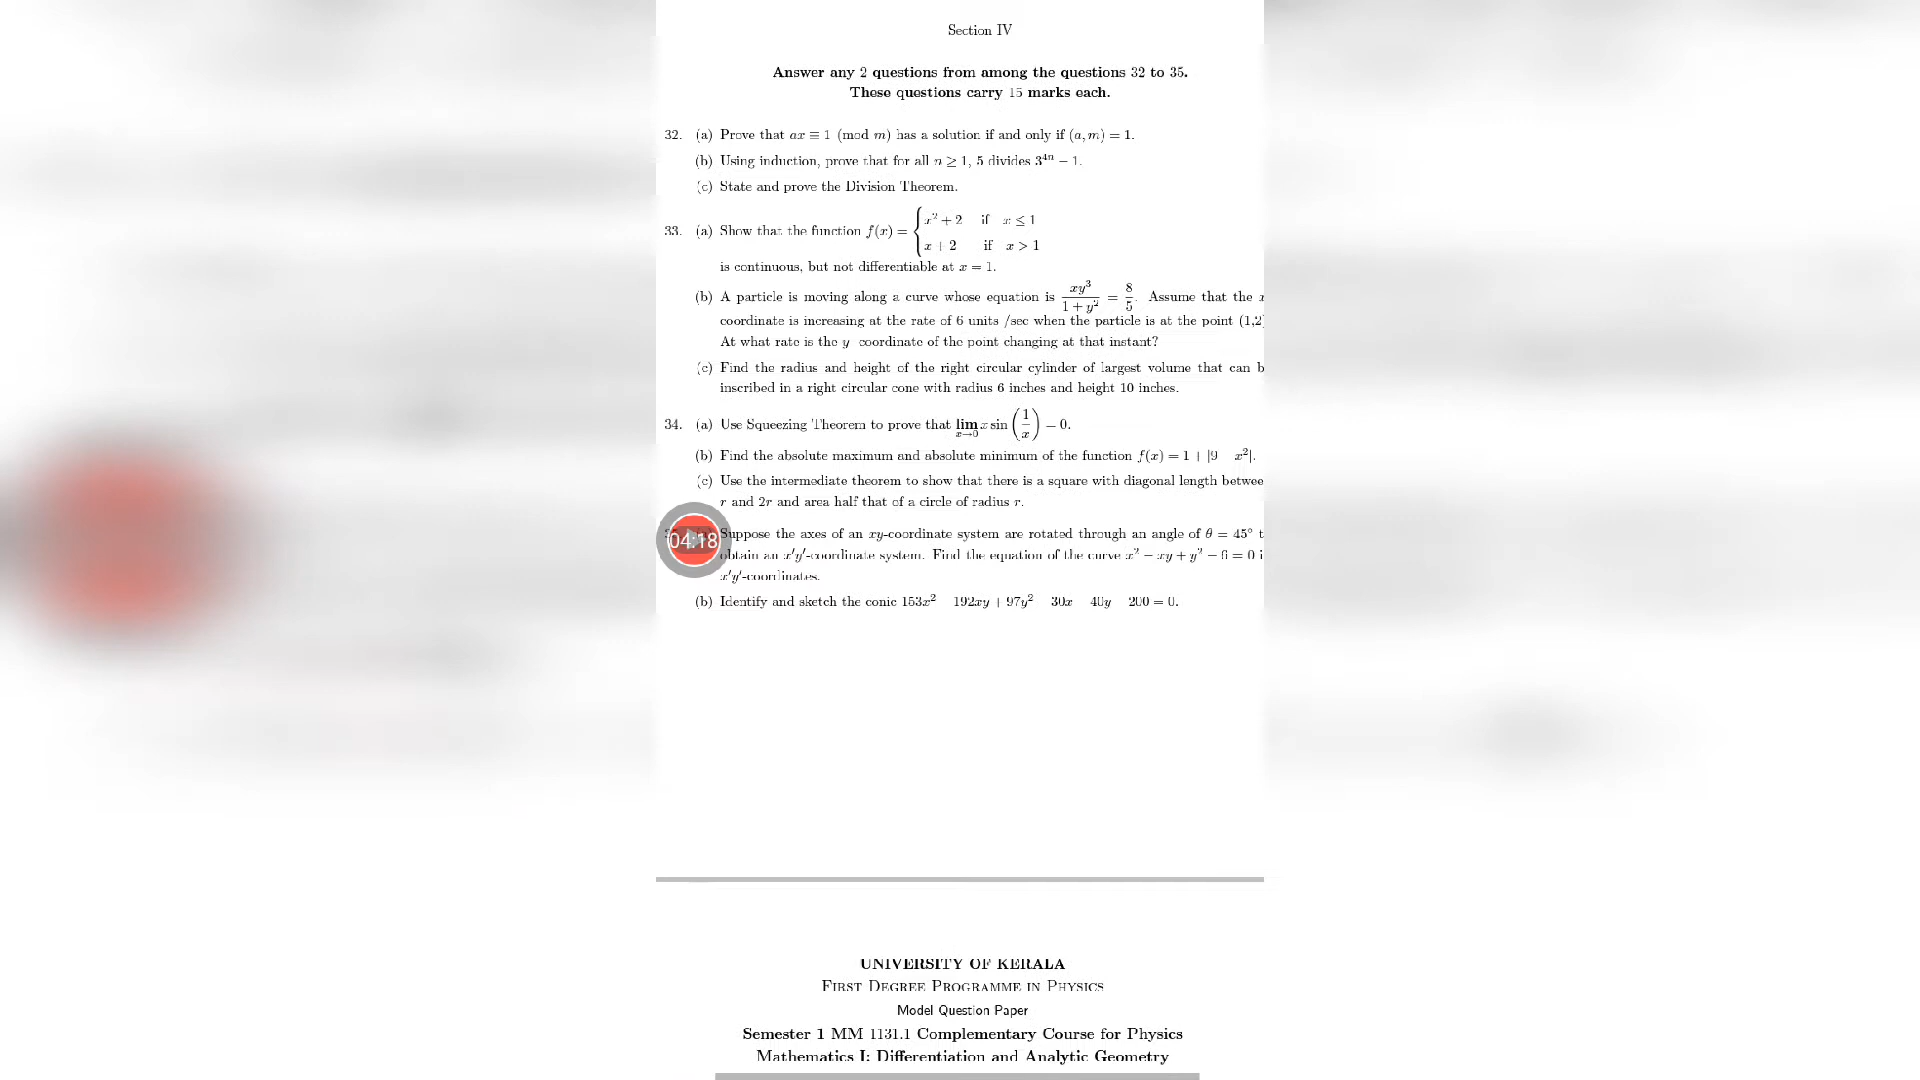 Section IV
Answer any 2 questions from among the questions 32 to 35.
These questions carry 15 marks each.
32. (a) Prove that ax ≡ 1 (mod m) has a solution if and only if (a, m) = 1.
(b) Using induction, prove that for all n ≥ 1, 5 divides 3^{4n} − 1.
(c) State and prove the Division Theorem.
33. (a) Show that the function f(x) = { x² + 2 if x ≤ 1
x + 2 if x > 1
is continuous, but not differentiable at x = 1.
(b) A particle is moving along a curve whose equation is xy³/(1 + y²) = 8/5. Assume that the x
coordinate is increasing at the rate of 6 units /sec when the particle is at the point (1,2)
At what rate is the y coordinate of the point changing at that instant?
(c) Find the radius and height of the right circular cylinder of largest volume that can b
inscribed in a right circular cone with radius 6 inches and height 10 inches.
34. (a) Use Squeezing Theorem to prove that lim x→0 x sin (1/x) = 0.
(b) Find the absolute maximum and absolute minimum of the function f(x) = 1 + |9 x²|.
(c) Use the intermediate theorem to show that there is a square with diagonal length betwee
r and 2r and area half that of a circle of radius r.
04:18
Suppose the axes of an xy-coordinate system are rotated through an angle of θ = 45° t
obtain an x′y′-coordinate system. Find the equation of the curve x² − xy + y² − 6 = 0 i
x′y′-coordinates.
(b) Identify and sketch the conic 153x² 192xy + 97y² 30x 40y 200 = 0.
UNIVERSITY OF KERALA
First Degree Programme in Physics
Model Question Paper
Semester 1 MM 1131.1 Complementary Course for Physics
Mathematics I: Differentiation and Analytic Geometry